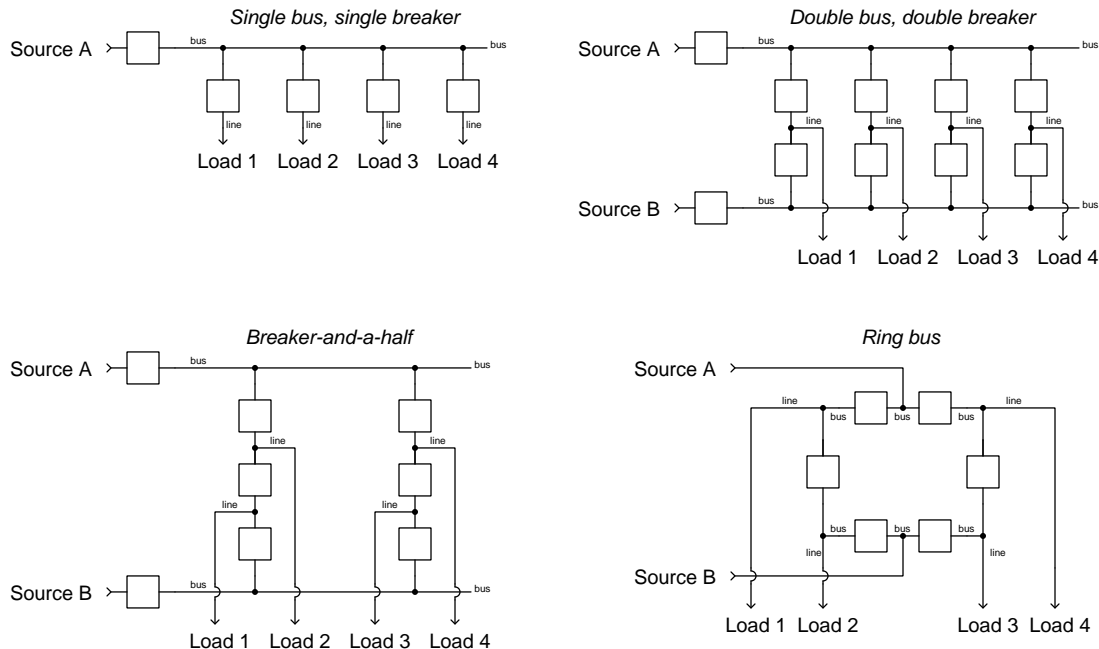 Single bus, single breaker
Source A
bus
bus
line
line
line
line
Load 1 Load 2 Load 3 Load 4
Double bus, double breaker
Source A
bus
bus
line
line
line
line
Source B
bus
bus
Load 1 Load 2 Load 3 Load 4
Breaker-and-a-half
Source A
bus
bus
line
line
line
line
Source B
bus
bus
Load 1 Load 2 Load 3 Load 4
Ring bus
Source A
line
bus
bus
bus
line
bus
bus
bus
line
line
Source B
Load 1 Load 2 Load 3 Load 4